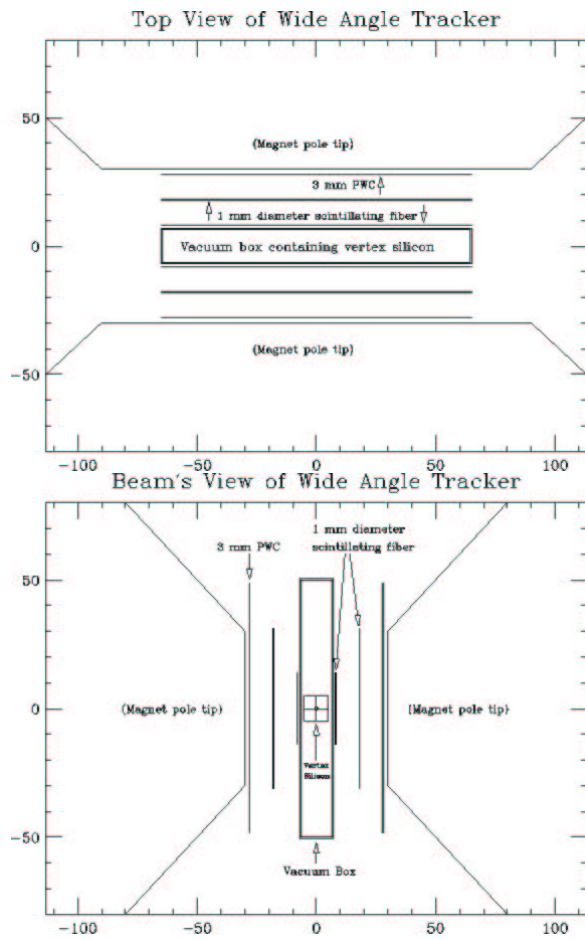 Top View of Wide Angle Tracker
50
0
−50
(Magnet pole tip)
3 mm PWC
1 mm diameter scintillating fiber
Vacuum box containing vertex silicon
(Magnet pole tip)
−100 −50 0 50 100
Beam's View of Wide Angle Tracker
1 mm diameter
3 mm PWC scintillating fiber
50
0
−50
(Magnet pole tip) (Magnet pole tip)
Vertex
Silicon
Vacuum Box
−100 −50 0 50 100